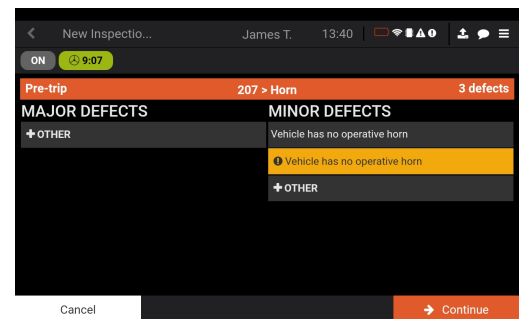 New Inspectio... James T. 13:40
ON 9:07
Pre-trip 207 > Horn 3 defects
MAJOR DEFECTS
+ OTHER
MINOR DEFECTS
Vehicle has no operative horn
Vehicle has no operative horn
+ OTHER
Cancel Continue